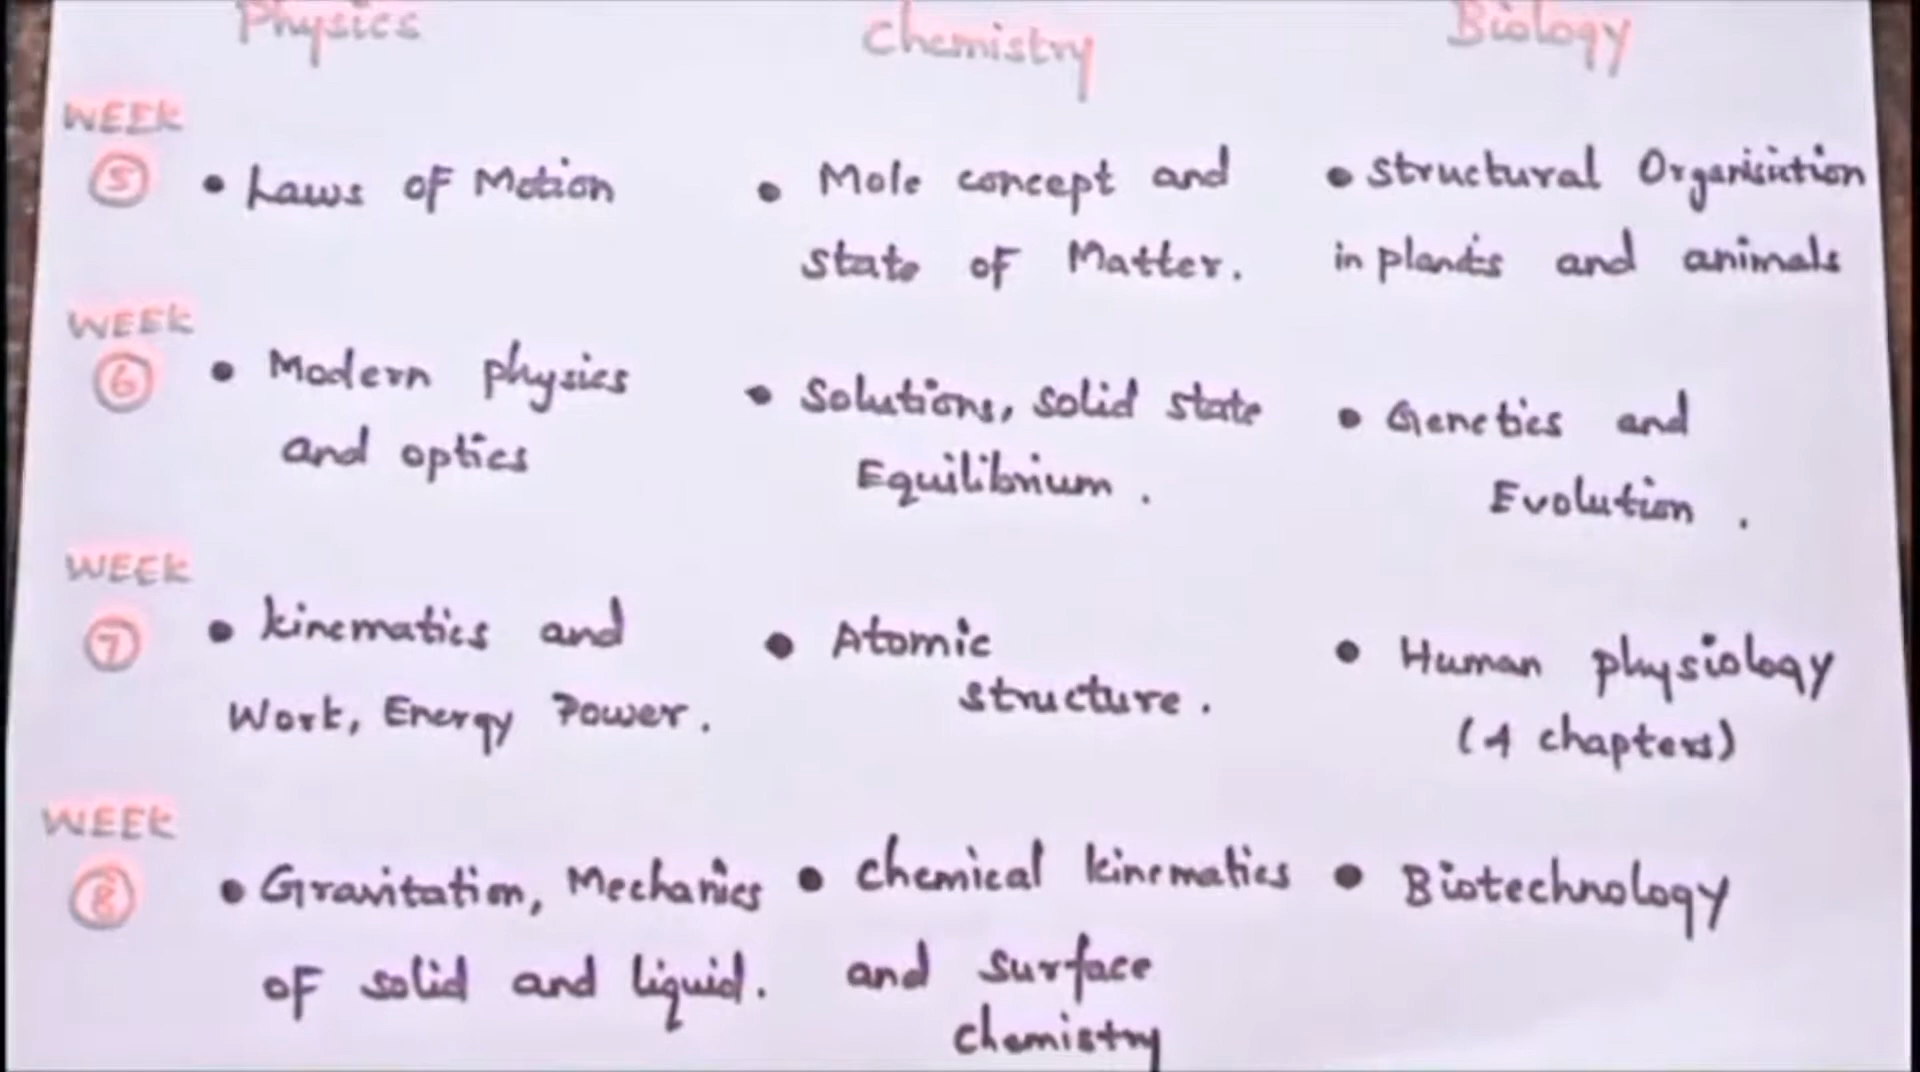 Physics Chemistry Biology
WEEK
5 • Laws of Motion • Mole concept and • Structural Organisation
state of Matter. in plants and animals
WEEK
6 • Modern physics • Solutions, solid state • Genetics and
and optics Equilibrium. Evolution.
WEEK
7 • kinematics and • Atomic • Human physiology
Work, Energy Power. structure. (4 chapters)
WEEK
8 • Gravitation, Mechanics • chemical kinematics • Biotechnology
of solid and liquid. and surface
chemistry